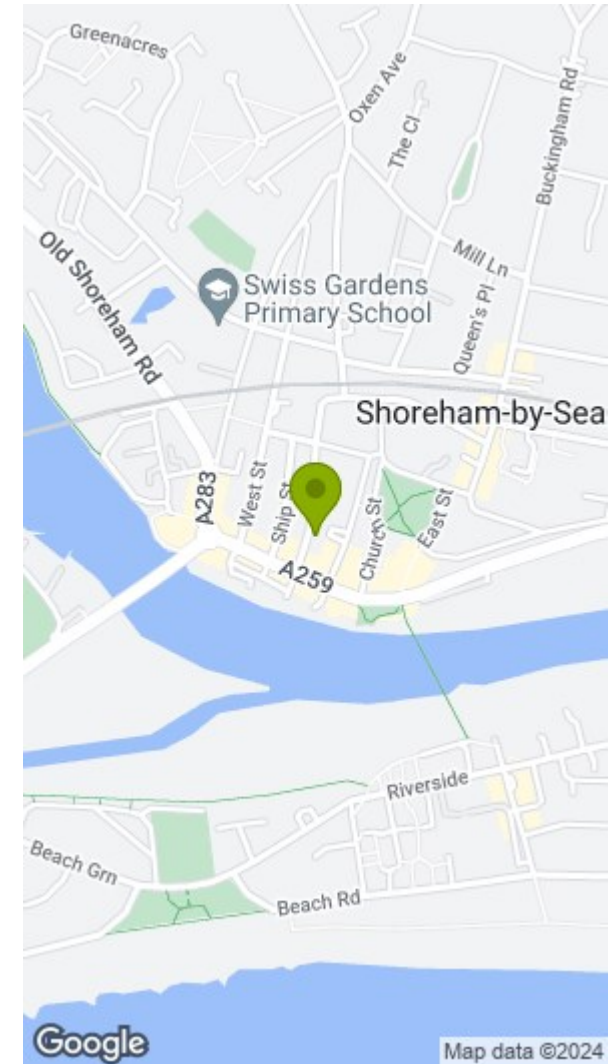 Greenacres
Oxen Ave
The Cl
Buckingham Rd
Mill Ln
Old Shoreham Rd
Swiss Gardens
Primary School
Queen's Pl
Shoreham-by-Sea
A283
West St
Ship St
Church St
East St
A259
Riverside
Beach Grn
Beach Rd
Google
Map data ©2024